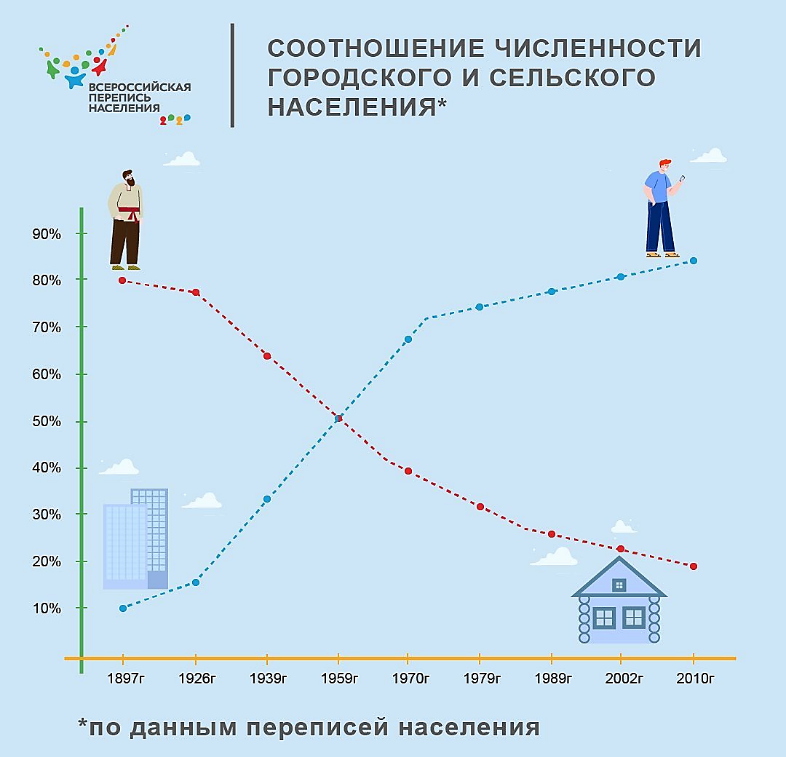 ВСЕРОССИЙСКАЯ
ПЕРЕПИСЬ
НАСЕЛЕНИЯ
2020
СООТНОШЕНИЕ ЧИСЛЕННОСТИ
ГОРОДСКОГО И СЕЛЬСКОГО
НАСЕЛЕНИЯ*
90%
80%
70%
60%
50%
40%
30%
20%
10%
1897г 1926г 1939г 1959г 1970г 1979г 1989г 2002г 2010г
*по данным переписей населения